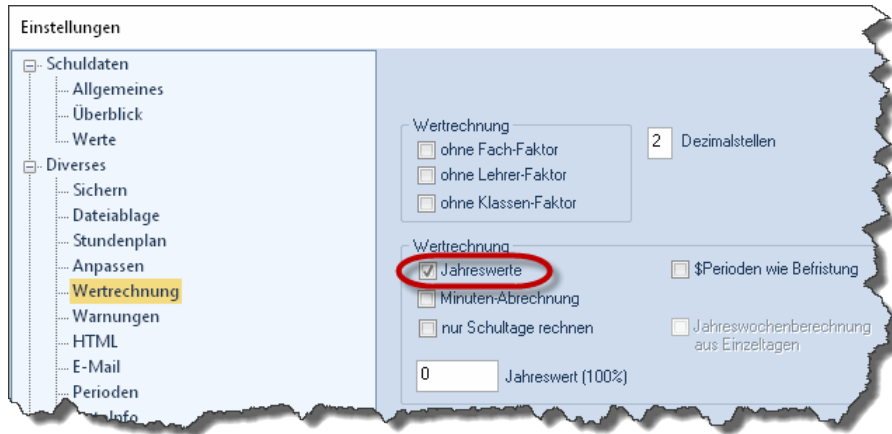 Einstellungen
Schuldaten
Allgemeines
Überblick
Werte
Diverses
Sichern
Dateiablage
Stundenplan
Anpassen
Wertrechnung
Warnungen
HTML
E-Mail
Perioden
Wertrechnung
ohne Fach-Faktor
ohne Lehrer-Faktor
ohne Klassen-Faktor
2 Dezimalstellen
Wertrechnung
Jahreswerte
$Perioden wie Befristung
Minuten-Abrechnung
nur Schultage rechnen
Jahreswochenberechnung
aus Einzeltagen
0 Jahreswert (100%)